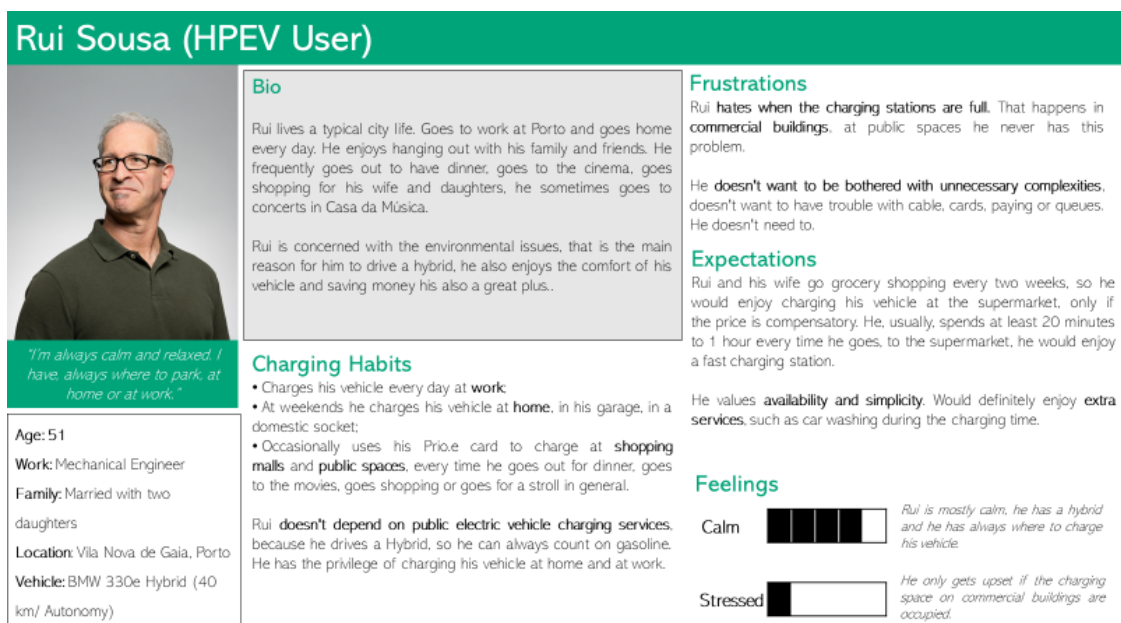 Rui Sousa (HPEV User)
"I'm always calm and relaxed. I
have, always where to park, at
home or at work."
Age: 51
Work: Mechanical Engineer
Family: Married with two
daughters
Location: Vila Nova de Gaia, Porto
Vehicle: BMW 330e Hybrid (40
km/ Autonomy)
Bio
Rui lives a typical city life. Goes to work at Porto and goes home
every day. He enjoys hanging out with his family and friends. He
frequently goes out to have dinner, goes to the cinema, goes
shopping for his wife and daughters, he sometimes goes to
concerts in Casa da Música.
Rui is concerned with the environmental issues, that is the main
reason for him to drive a hybrid, he also enjoys the comfort of his
vehicle and saving money his also a great plus..
Charging Habits
• Charges his vehicle every day at work;
• At weekends he charges his vehicle at home, in his garage, in a
domestic socket;
• Occasionally uses his Prio.e card to charge at shopping
malls and public spaces, every time he goes out for dinner, goes
to the movies, goes shopping or goes for a stroll in general.
Rui doesn't depend on public electric vehicle charging services,
because he drives a Hybrid, so he can always count on gasoline.
He has the privilege of charging his vehicle at home and at work.
Frustrations
Rui hates when the charging stations are full. That happens in
commercial buildings, at public spaces he never has this
problem.
He doesn't want to be bothered with unnecessary complexities,
doesn't want to have trouble with cable, cards, paying or queues.
He doesn't need to.
Expectations
Rui and his wife go grocery shopping every two weeks, so he
would enjoy charging his vehicle at the supermarket, only if
the price is compensatory. He, usually, spends at least 20 minutes
to 1 hour every time he goes, to the supermarket, he would enjoy
a fast charging station.
He values availability and simplicity. Would definitely enjoy extra
services, such as car washing during the charging time.
Feelings
Calm
Rui is mostly calm, he has a hybrid
and he has always where to charge
his vehicle.
Stressed
He only gets upset if the charging
space on commercial buildings are
occupied.